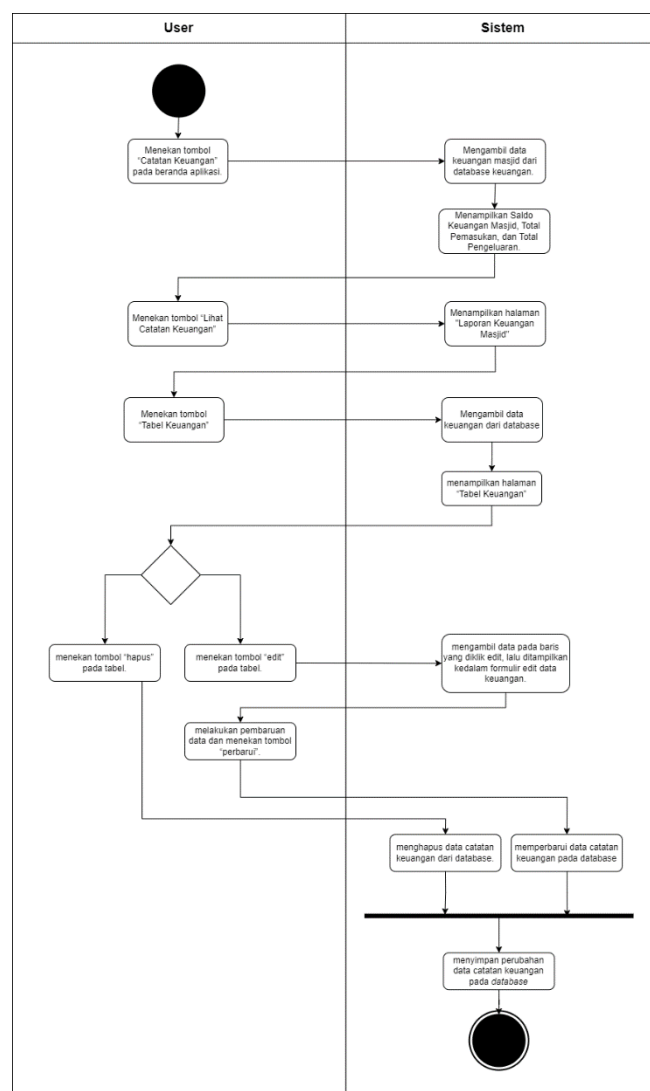 User
Sistem
Menekan tombol
"Catatan Keuangan"
pada beranda aplikasi.
Mengambil data
keuangan masjid dari
database keuangan.
Menampilkan Saldo
Keuangan Masjid, Total
Pemasukan, dan Total
Pengeluaran.
Menekan tombol "Lihat
Catatan Keuangan"
Menampilkan halaman
"Laporan Keuangan
Masjid"
Menekan tombol
"Tabel Keuangan"
Mengambil data
keuangan dari database
menampilkan halaman
"Tabel Keuangan"
menekan tombol "hapus"
pada tabel.
menekan tombol "edit"
pada tabel.
mengambil data pada baris
yang diklik edit, lalu ditampilkan
kedalam formulir edit data
keuangan.
melakukan pembaruan
data dan menekan tombol
"perbarui".
menghapus data catatan
keuangan dari database.
memperbarui data catatan
keuangan pada database
menyimpan perubahan
data catatan keuangan
pada database